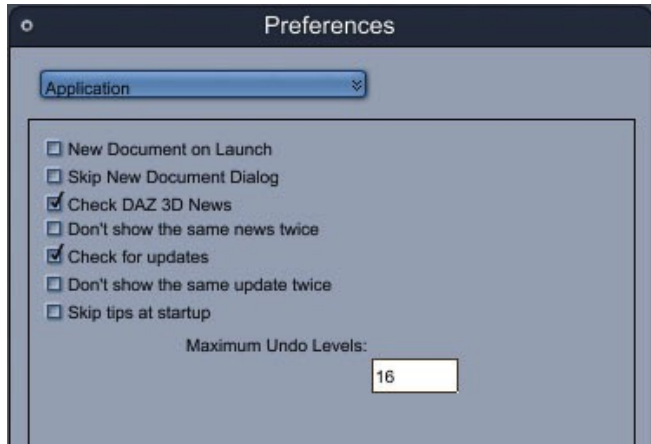 Preferences
Application
New Document on Launch
Skip New Document Dialog
Check DAZ 3D News
Don't show the same news twice
Check for updates
Don't show the same update twice
Skip tips at startup
Maximum Undo Levels:
16